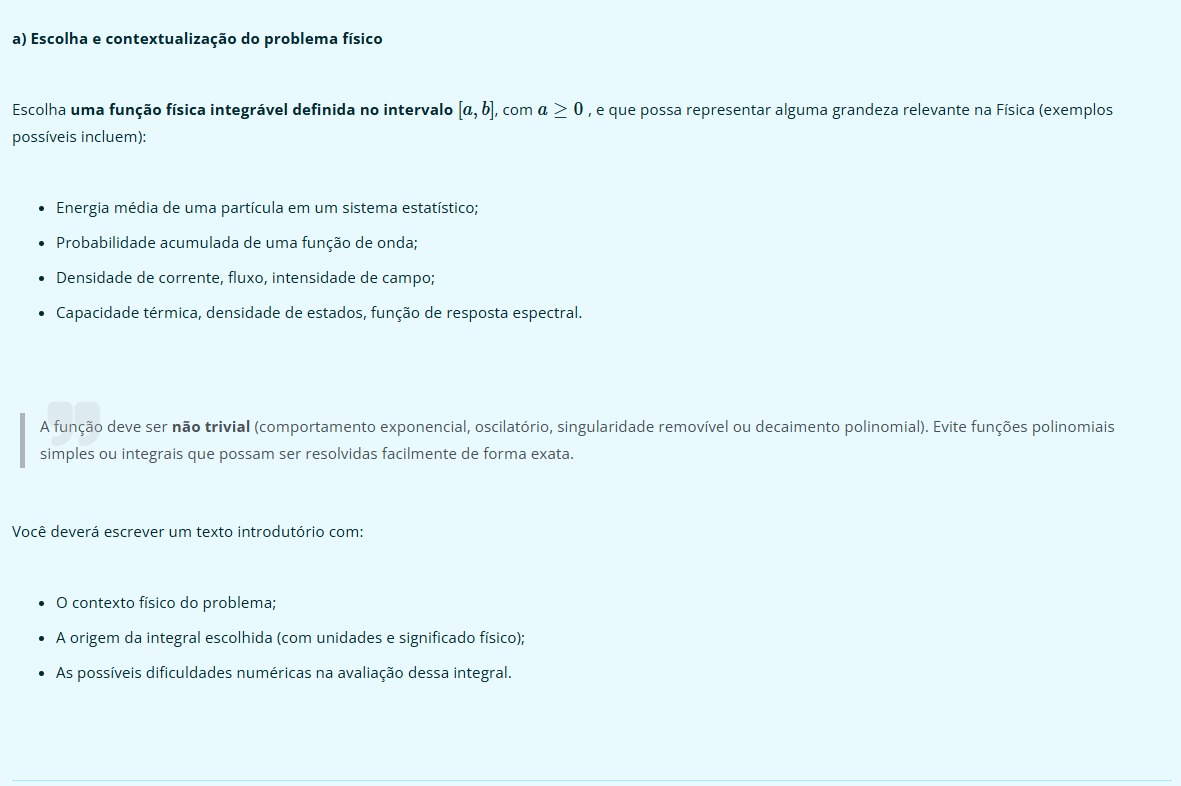 a) Escolha e contextualização do problema físico
Escolha uma função física integrável definida no intervalo [a, b], com a ≥ 0 , e que possa representar alguma grandeza relevante na Física (exemplos
possíveis incluem):
• Energia média de uma partícula em um sistema estatístico;
• Probabilidade acumulada de uma função de onda;
• Densidade de corrente, fluxo, intensidade de campo;
• Capacidade térmica, densidade de estados, função de resposta espectral.
A função deve ser não trivial (comportamento exponencial, oscilatório, singularidade removível ou decaimento polinomial). Evite funções polinomiais
simples ou integrais que possam ser resolvidas facilmente de forma exata.
Você deverá escrever um texto introdutório com:
• O contexto físico do problema;
• A origem da integral escolhida (com unidades e significado físico);
• As possíveis dificuldades numéricas na avaliação dessa integral.